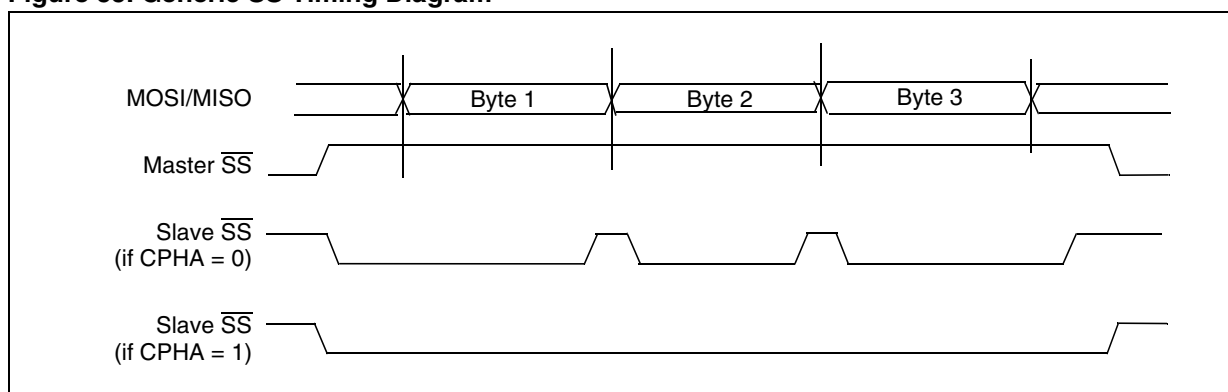 MOSI/MISO
Byte 1
Byte 2
Byte 3
Master SS
Slave SS
(if CPHA = 0)
Slave SS
(if CPHA = 1)